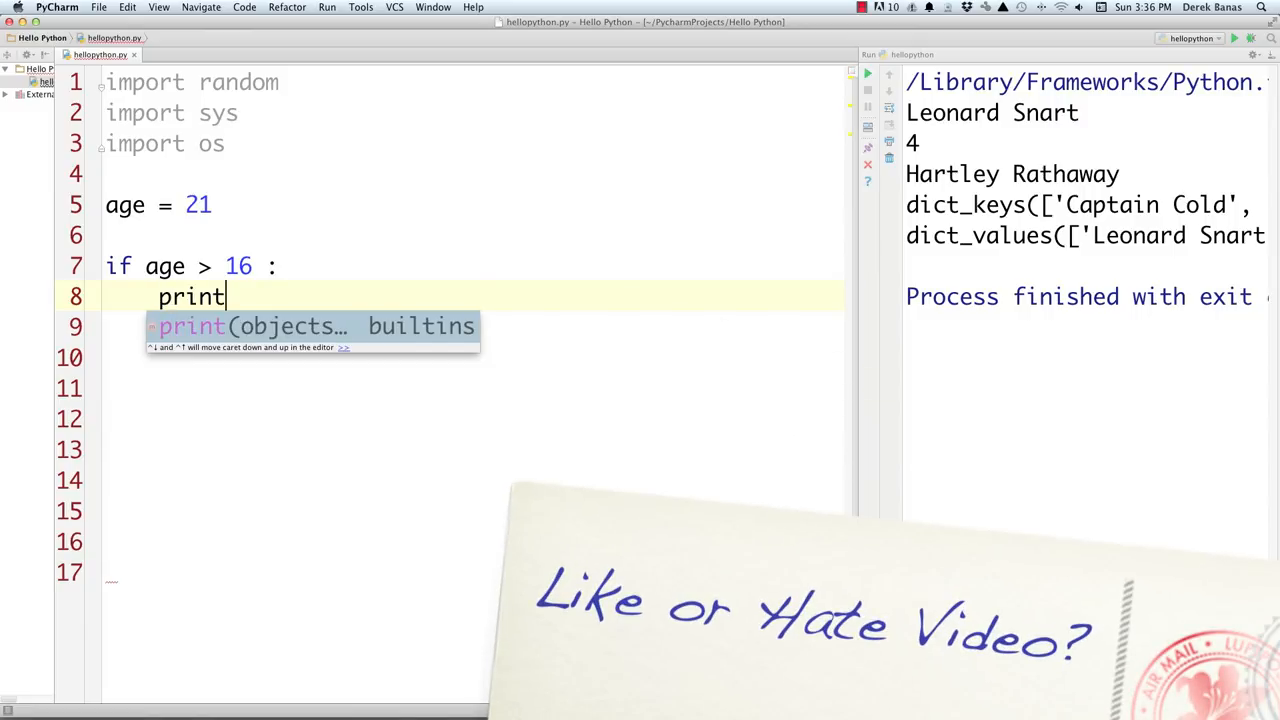 PyCharm File Edit View Navigate Code Refactor Run Tools VCS Window Help 10 Sun 3:36 PM Derek Banas
hellopython.py – Hello Python – [~/PycharmProjects/Hello Python]
Hello Python hellopython.py hellopython
hellopython.py Run hellopython
Hello P
hell
Externa
1 import random
2 import sys
3 import os
4
5 age = 21
6
7 if age > 16 :
8 print
9 print(objects… builtins
^↓ and ^↑ will move caret down and up in the editor >>
10
11
12
13
14
15
16
17
/Library/Frameworks/Python.
Leonard Snart
4
Hartley Rathaway
dict_keys(['Captain Cold',
dict_values(['Leonard Snart
Process finished with exit
Like or Hate Video?
AIR MAIL